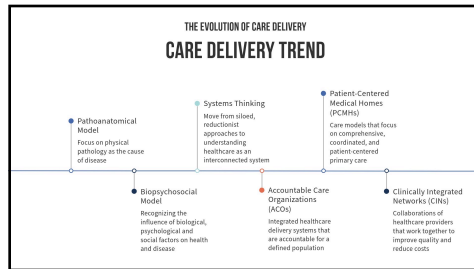 THE EVOLUTION OF CARE DELIVERY
CARE DELIVERY TREND
Pathoanatomical
Model
Focus on physical
pathology as the cause
of disease
Biopsychosocial
Model
Recognizing the
influence of biological,
psychological and
social factors on health
and disease
Systems Thinking
Move from siloed,
reductionist
approaches to
understanding
healthcare as an
interconnected system
Accountable Care
Organizations
(ACOs)
Integrated healthcare
delivery systems that
are accountable for a
defined population
Patient-Centered
Medical Homes
(PCMHs)
Care models that focus
on comprehensive,
coordinated, and
patient-centered
primary care
Clinically Integrated
Networks (CINs)
Collaborations of
healthcare providers
that work together to
improve quality and
reduce costs